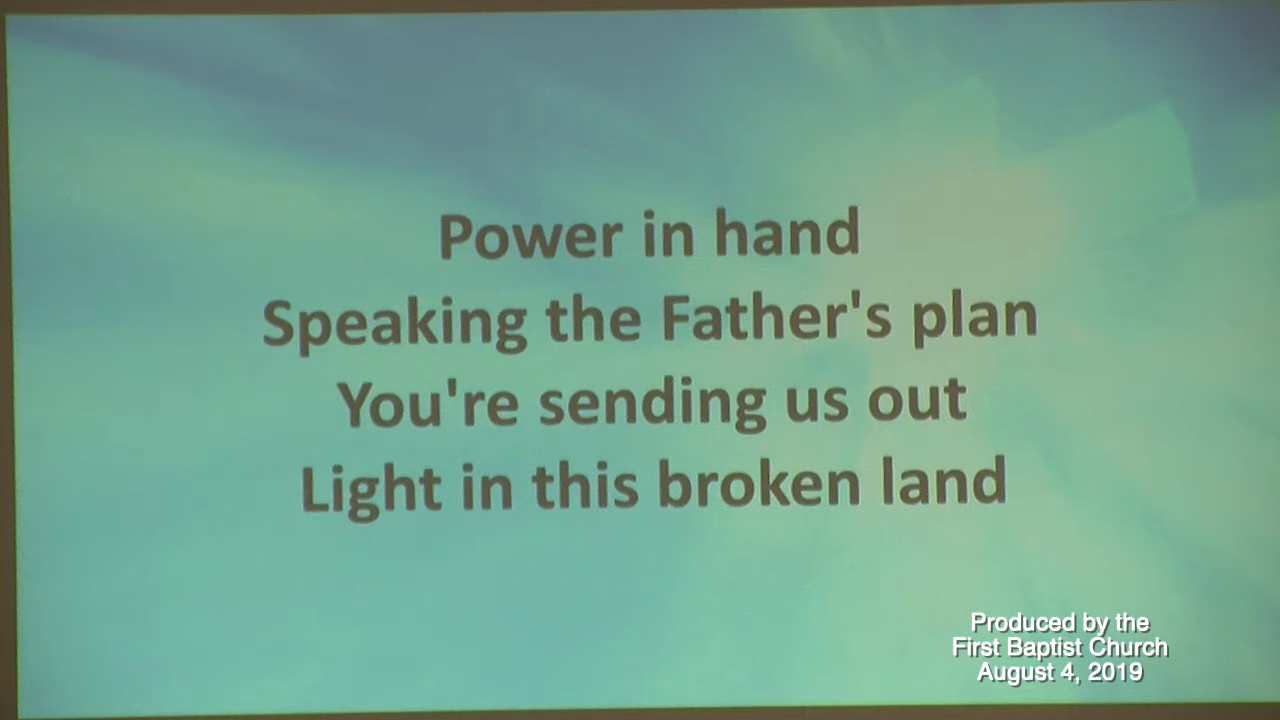 Power in hand
Speaking the Father's plan
You're sending us out
Light in this broken land
Produced by the
First Baptist Church
August 4, 2019